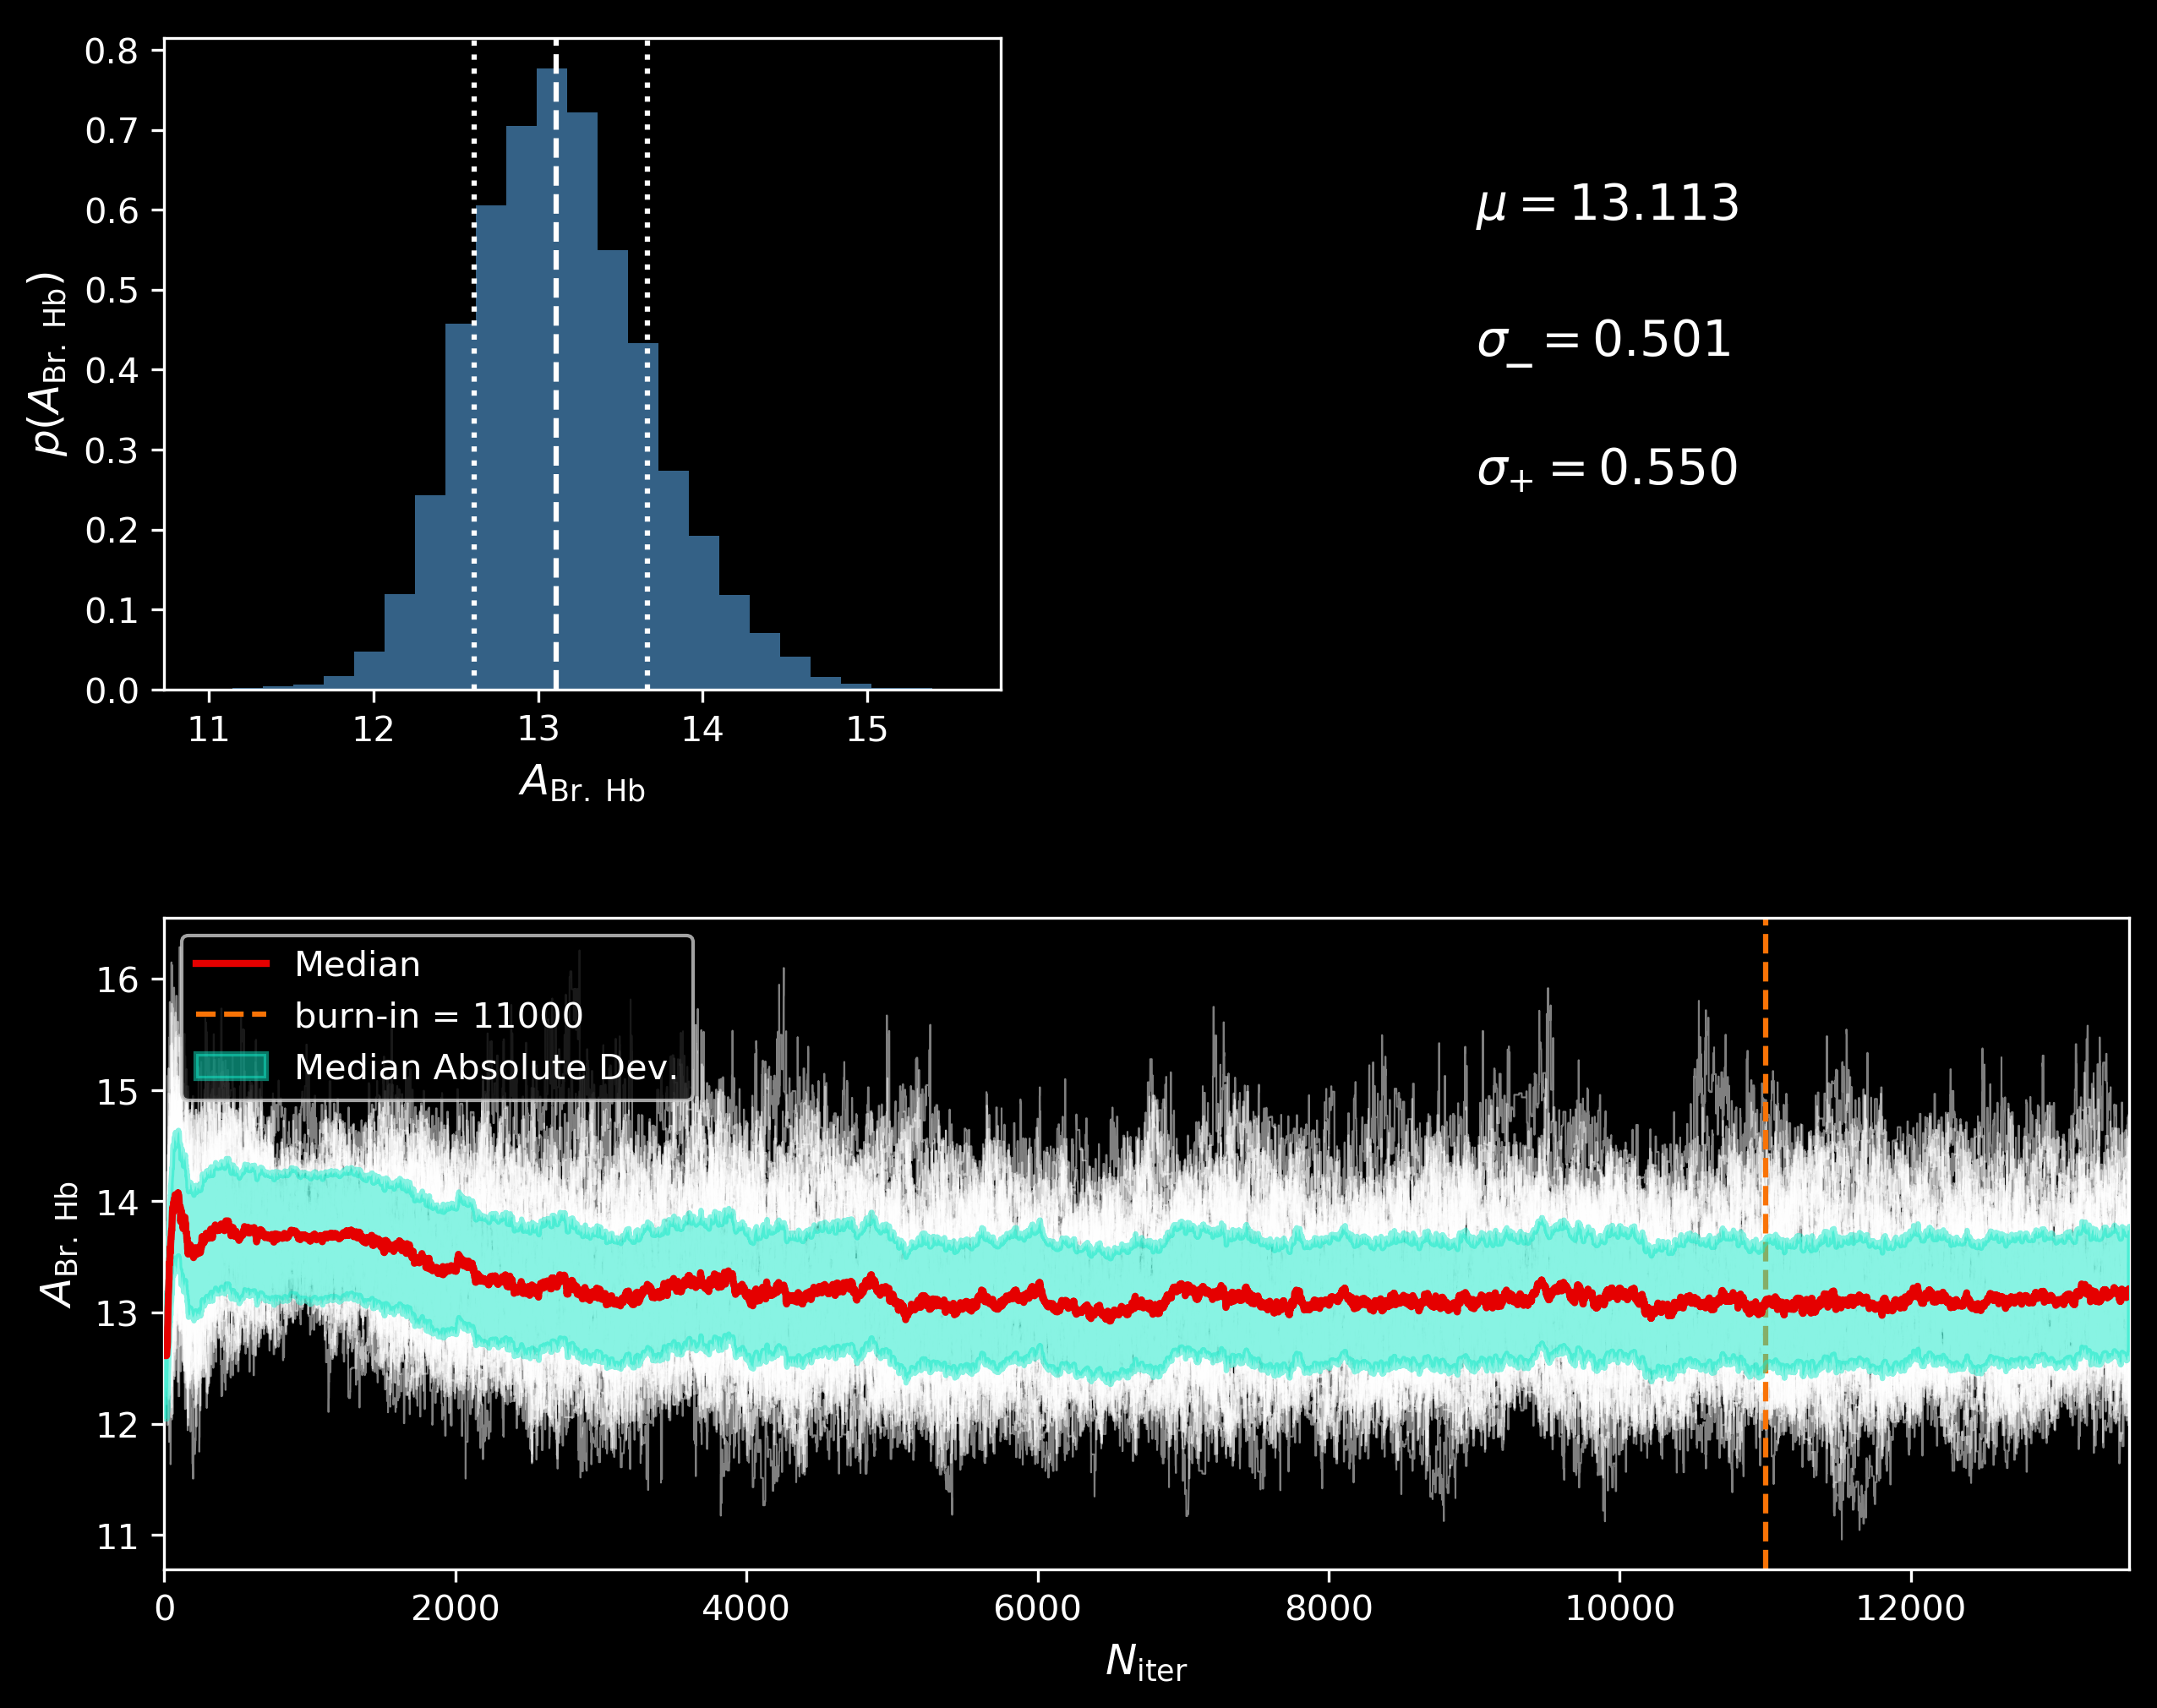 0.8
0.7
0.6
0.5
0.4
0.3
0.2
0.1
0.0
p(A_Br. Hb)
11 12 13 14 15
A_Br. Hb
μ = 13.113
σ_− = 0.501
σ_+ = 0.550
Median
burn-in = 11000
Median Absolute Dev.
16
15
14
13
12
11
A_Br. Hb
0 2000 4000 6000 8000 10000 12000
N_iter